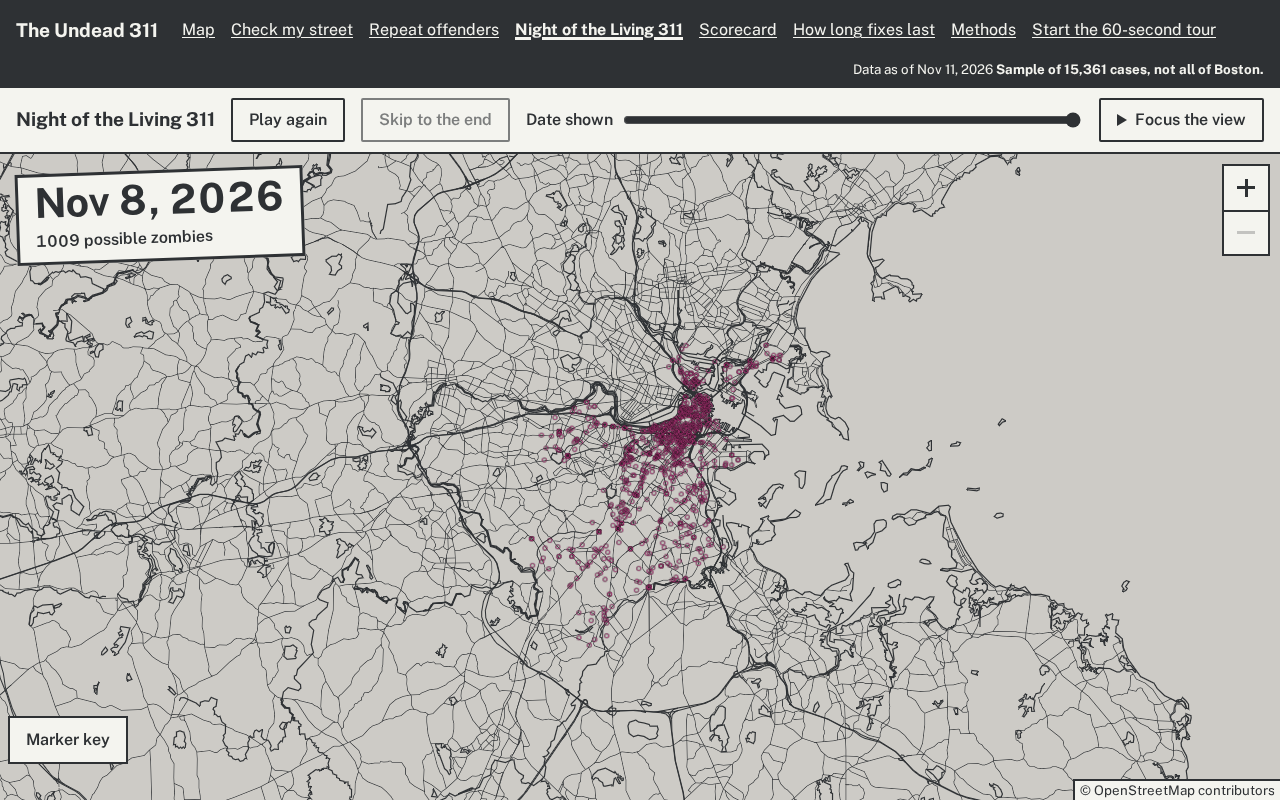 The Undead 311 Map Check my street Repeat offenders Night of the Living 311 Scorecard How long fixes last Methods Start the 60-second tour
Data as of Nov 11, 2026 Sample of 15,361 cases, not all of Boston.
Night of the Living 311 Play again Skip to the end Date shown Focus the view
Nov 8, 2026
1009 possible zombies
Marker key
© OpenStreetMap contributors